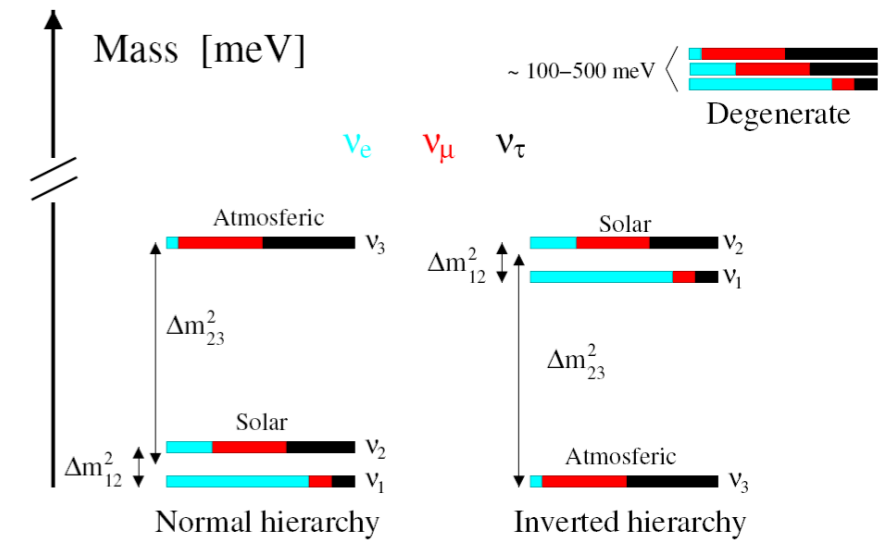 Mass [meV]
~ 100–500 meV
Degenerate
νe νμ ντ
Atmosferic
ν3
Δm²23
Solar
ν2
Δm²12
ν1
Normal hierarchy
Solar
ν2
Δm²12
ν1
Δm²23
Atmosferic
ν3
Inverted hierarchy